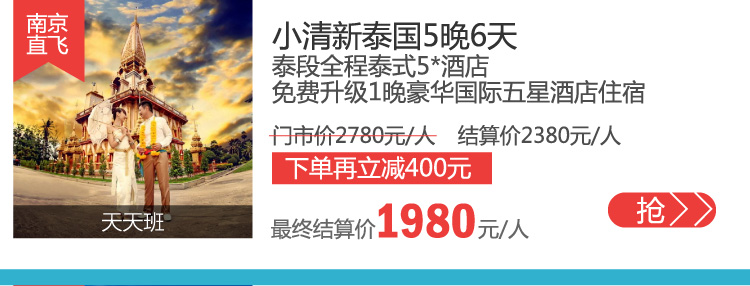 南京
直飞
天天班
小清新泰国5晚6天
泰段全程泰式5*酒店
免费升级1晚豪华国际五星酒店住宿
门市价2780元/人 结算价2380元/人
下单再立减400元
最终结算价1980元/人
抢